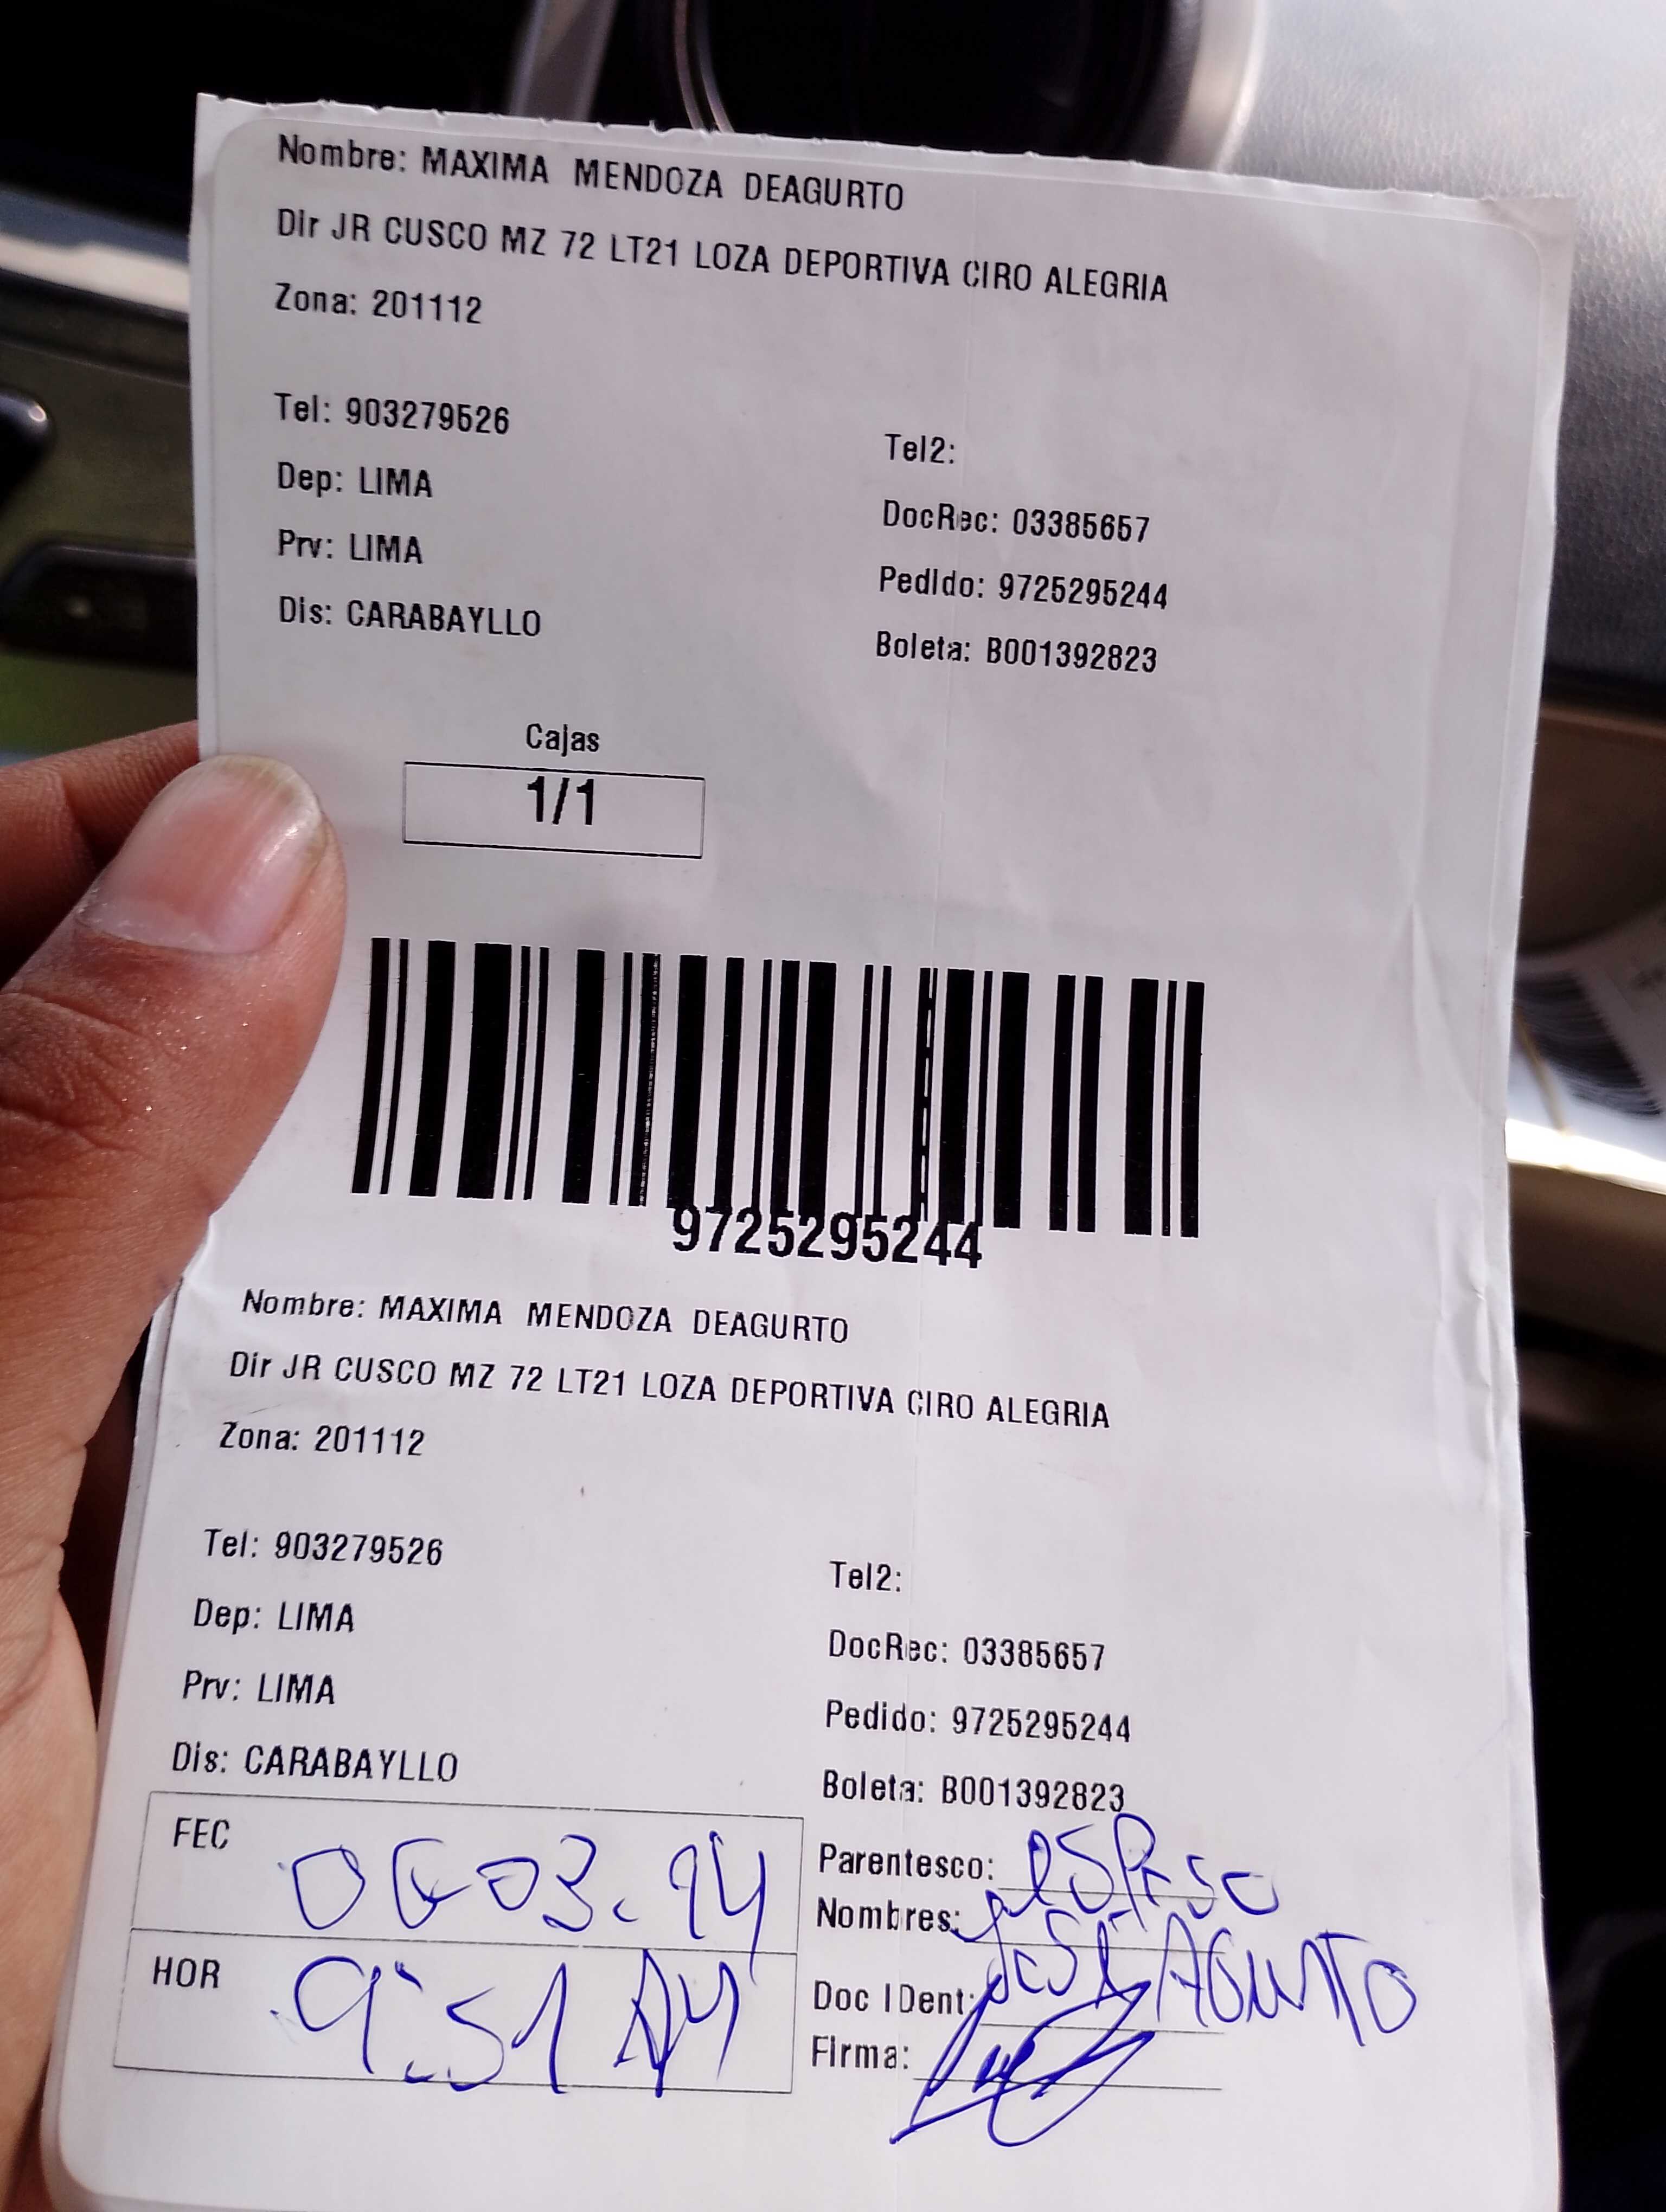 Nombre: MAXIMA MENDOZA DEAGURTO
Dir JR CUSCO MZ 72 LT21 LOZA DEPORTIVA CIRO ALEGRIA
Zona: 201112
Tel: 903279526
Tel2:
Dep: LIMA
DocRec: 03385657
Prv: LIMA
Pedido: 9725295244
Dis: CARABAYLLO
Boleta: B001392823
Cajas
1/1
9725295244
Nombre: MAXIMA MENDOZA DEAGURTO
Dir JR CUSCO MZ 72 LT21 LOZA DEPORTIVA CIRO ALEGRIA
Zona: 201112
Tel: 903279526
Tel2:
Dep: LIMA
DocRec: 03385657
Prv: LIMA
Pedido: 9725295244
Dis: CARABAYLLO
Boleta: B001392823
FEC
Parentesco: esposo
Nombres: José AGURTO
HOR 9:51 AM
Doc IDent:
Firma: